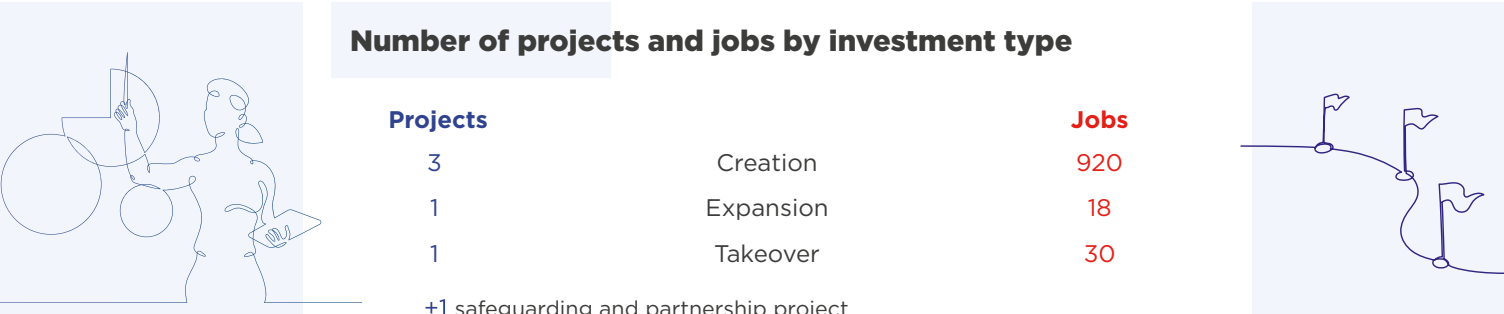 Number of projects and jobs by investment type
Projects Jobs
3 Creation 920
1 Expansion 18
1 Takeover 30
+1 safeguarding and partnership project